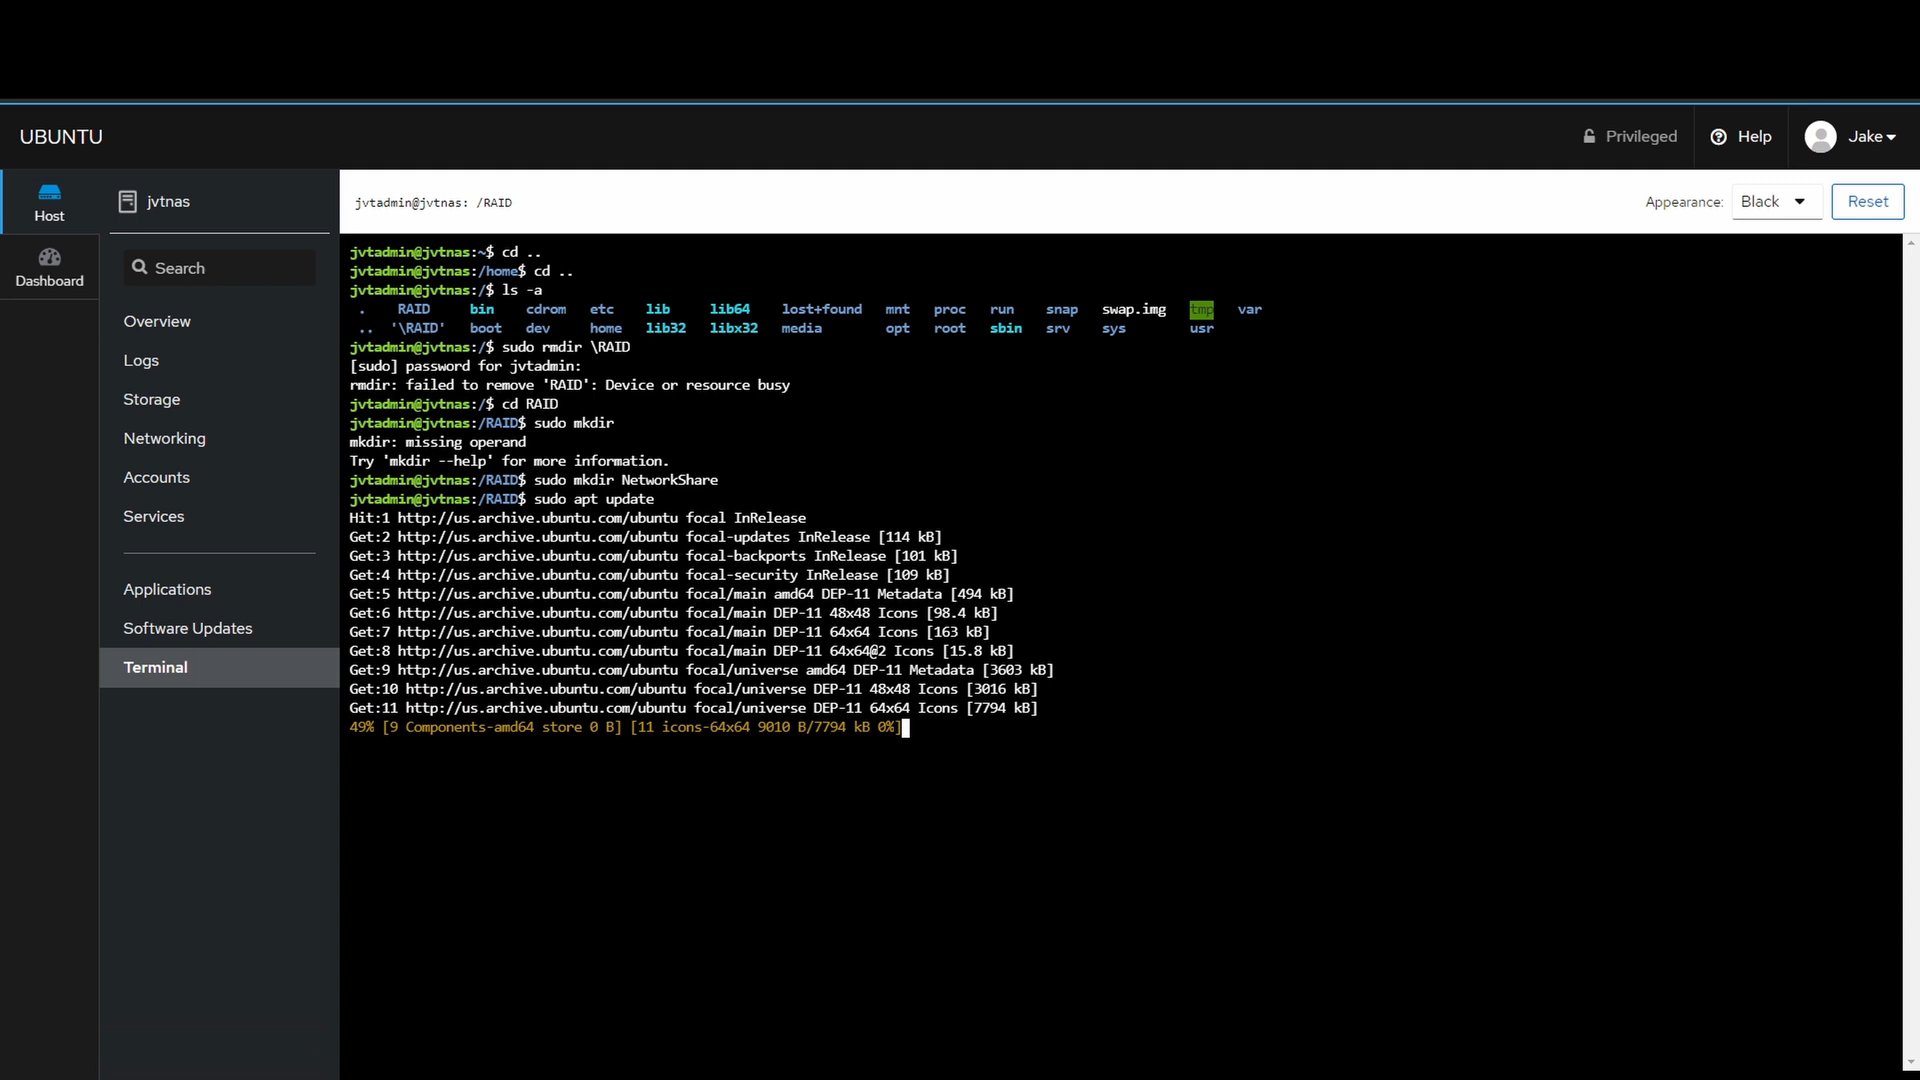 UBUNTU
Privileged
Help
Jake
Host
Dashboard
jvtnas
Search
Overview
Logs
Storage
Networking
Accounts
Services
Applications
Software Updates
Terminal
jvtadmin@jvtnas: /RAID
Appearance: Black Reset
jvtadmin@jvtnas:~$ cd ..
jvtadmin@jvtnas:/home$ cd ..
jvtadmin@jvtnas:/$ ls -a
. RAID bin cdrom etc lib lib64 lost+found mnt proc run snap swap.img tmp var
.. '\RAID' boot dev home lib32 libx32 media opt root sbin srv sys usr
jvtadmin@jvtnas:/$ sudo rmdir \RAID
[sudo] password for jvtadmin:
rmdir: failed to remove 'RAID': Device or resource busy
jvtadmin@jvtnas:/$ cd RAID
jvtadmin@jvtnas:/RAID$ sudo mkdir
mkdir: missing operand
Try 'mkdir --help' for more information.
jvtadmin@jvtnas:/RAID$ sudo mkdir NetworkShare
jvtadmin@jvtnas:/RAID$ sudo apt update
Hit:1 http://us.archive.ubuntu.com/ubuntu focal InRelease
Get:2 http://us.archive.ubuntu.com/ubuntu focal-updates InRelease [114 kB]
Get:3 http://us.archive.ubuntu.com/ubuntu focal-backports InRelease [101 kB]
Get:4 http://us.archive.ubuntu.com/ubuntu focal-security InRelease [109 kB]
Get:5 http://us.archive.ubuntu.com/ubuntu focal/main amd64 DEP-11 Metadata [494 kB]
Get:6 http://us.archive.ubuntu.com/ubuntu focal/main DEP-11 48x48 Icons [98.4 kB]
Get:7 http://us.archive.ubuntu.com/ubuntu focal/main DEP-11 64x64 Icons [163 kB]
Get:8 http://us.archive.ubuntu.com/ubuntu focal/main DEP-11 64x64@2 Icons [15.8 kB]
Get:9 http://us.archive.ubuntu.com/ubuntu focal/universe amd64 DEP-11 Metadata [3603 kB]
Get:10 http://us.archive.ubuntu.com/ubuntu focal/universe DEP-11 48x48 Icons [3016 kB]
Get:11 http://us.archive.ubuntu.com/ubuntu focal/universe DEP-11 64x64 Icons [7794 kB]
49% [9 Components-amd64 store 0 B] [11 icons-64x64 9010 B/7794 kB 0%]